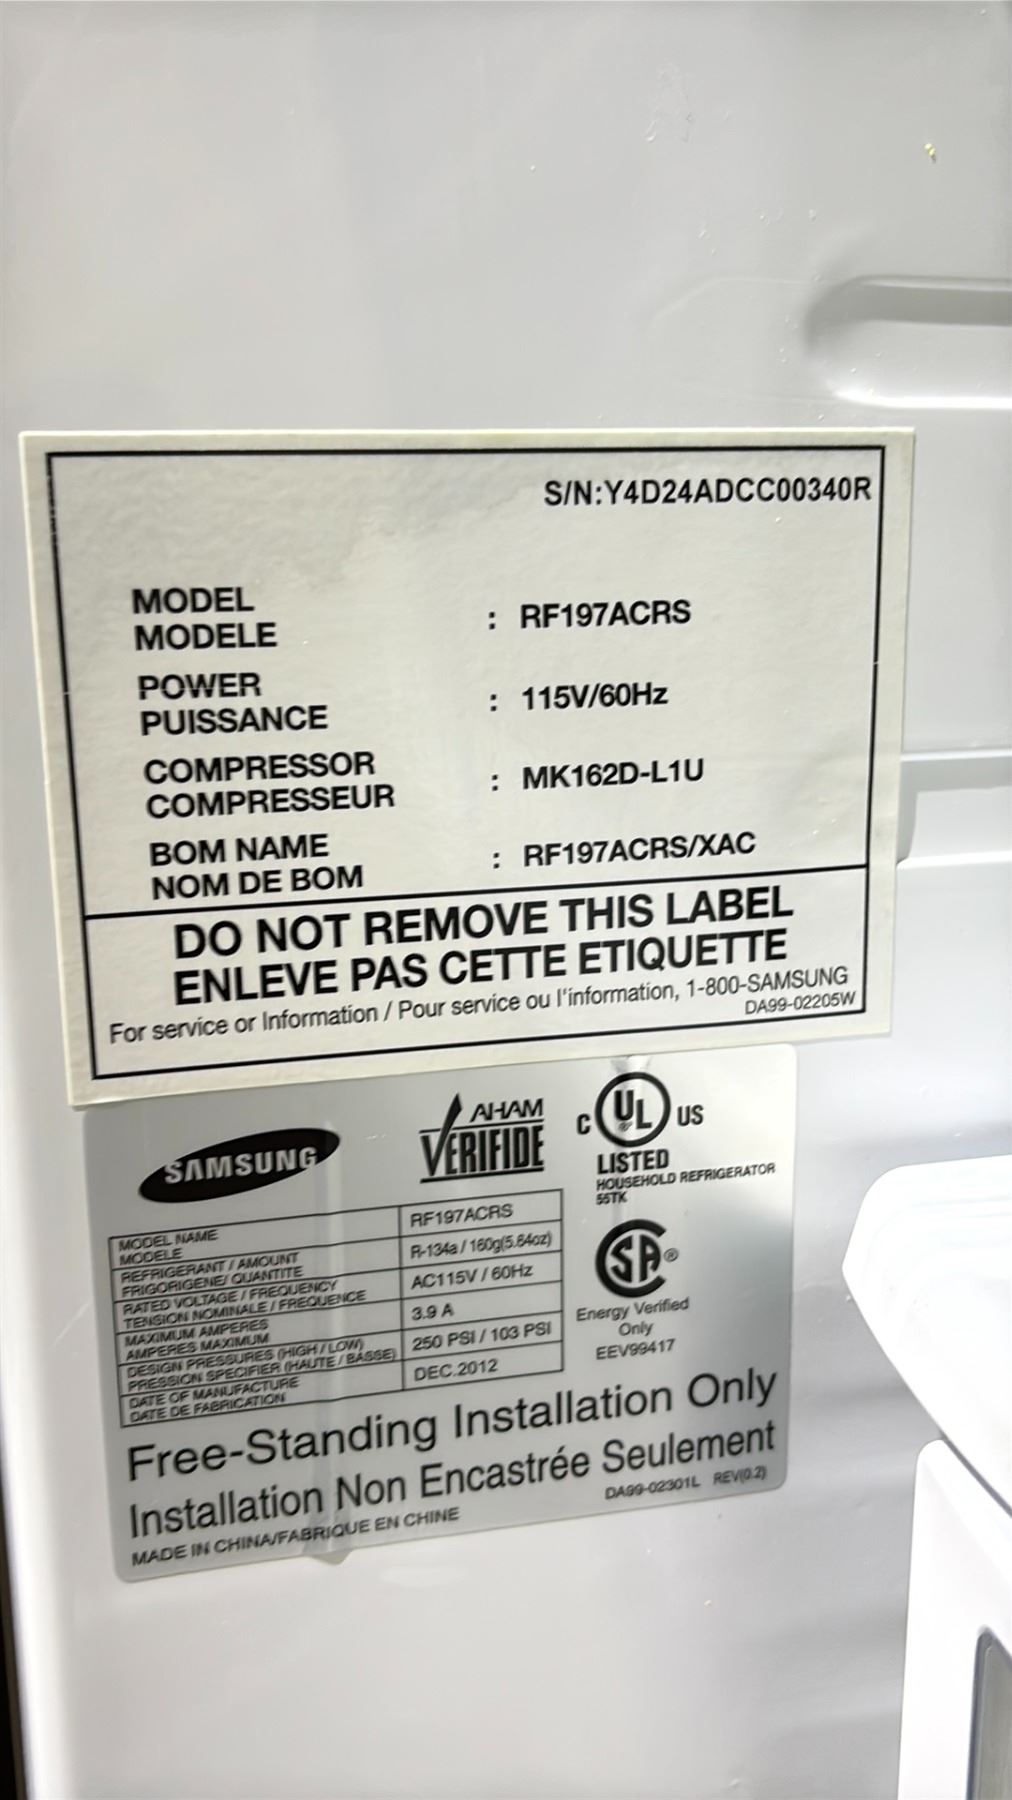 S/N:Y4D24ADCC00340R
MODEL
MODELE : RF197ACRS
POWER
PUISSANCE : 115V/60Hz
COMPRESSOR
COMPRESSEUR : MK162D-L1U
BOM NAME
NOM DE BOM : RF197ACRS/XAC
DO NOT REMOVE THIS LABEL
ENLEVE PAS CETTE ETIQUETTE
For service or Information / Pour service ou l'information, 1-800-SAMSUNG
DA99-02205W
SAMSUNG
AHAM
VERIFIDE
C UL US
LISTED
HOUSEHOLD REFRIGERATOR
55TK
MODEL NAME
MODELE
RF197ACRS
REFRIGERANT / AMOUNT
FRIGORIGENE/ QUANTITE
R-134a / 160g(5.64oz)
RATED VOLTAGE / FREQUENCY
TENSION NOMINALE / FREQUENCE
AC115V / 60Hz
MAXIMUM AMPERES
AMPERES MAXIMUM
3.9 A
DESIGN PRESSURES (HIGH / LOW)
PRESSION SPECIFIER (HAUTE / BASSE)
250 PSI / 103 PSI
DATE OF MANUFACTURE
DATE DE FABRICATION
DEC.2012
SA®
Energy Verified
Only
EEV99417
Free-Standing Installation Only
Installation Non Encastrée Seulement
DA99-02301L REV(0.2)
MADE IN CHINA/FABRIQUE EN CHINE